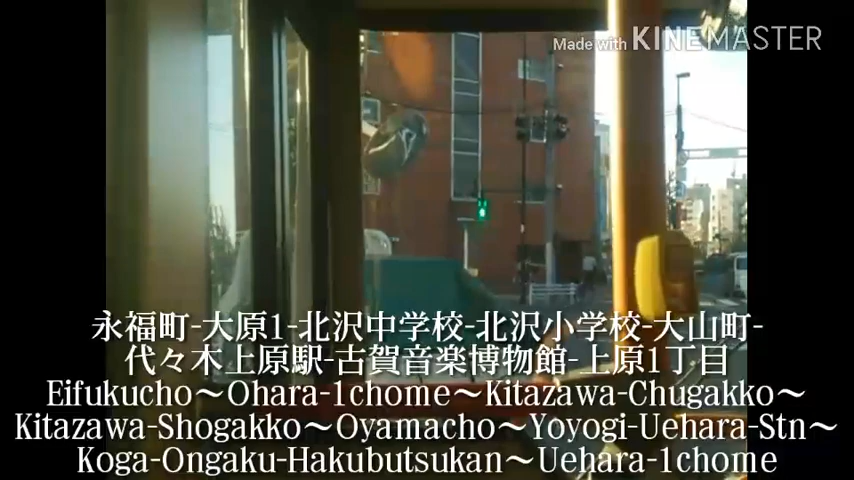 Made with KINEMASTER
永福町-大原1-北沢中学校-北沢小学校-大山町-
代々木上原駅-古賀音楽博物館-上原1丁目
Eifukucho～Ohara-1chome～Kitazawa-Chugakko～
Kitazawa-Shogakko～Oyamacho～Yoyogi-Uehara-Stn～
Koga-Ongaku-Hakubutsukan～Uehara-1chome